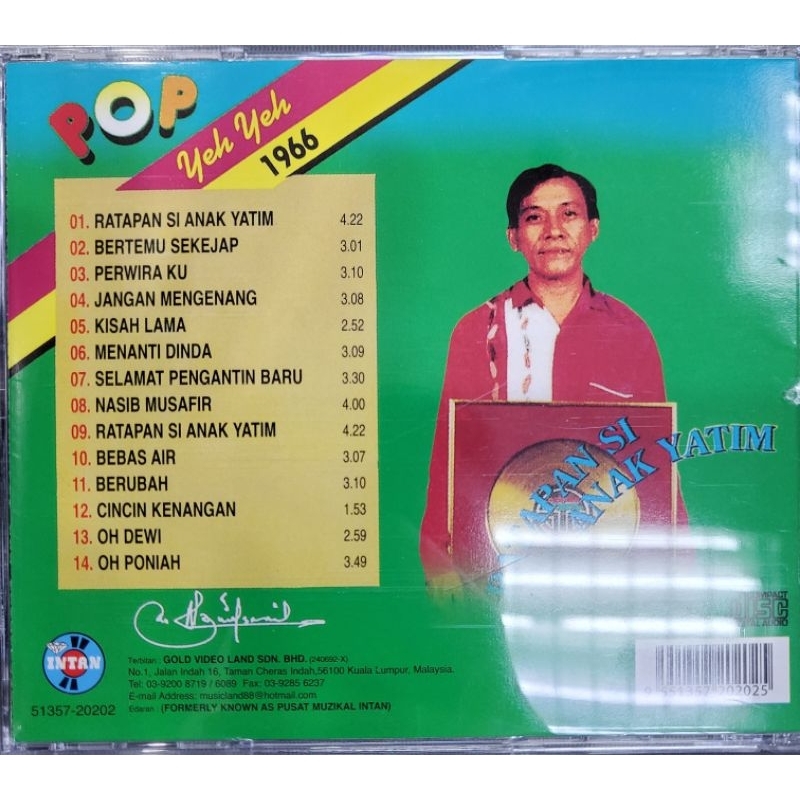 POP
Yeh Yeh
1966
01. RATAPAN SI ANAK YATIM 4.22
02. BERTEMU SEKEJAP 3.01
03. PERWIRA KU 3.10
04. JANGAN MENGENANG 3.08
05. KISAH LAMA 2.52
06. MENANTI DINDA 3.09
07. SELAMAT PENGANTIN BARU 3.30
08. NASIB MUSAFIR 4.00
09. RATAPAN SI ANAK YATIM 4.22
10. BEBAS AIR 3.07
11. BERUBAH 3.10
12. CINCIN KENANGAN 1.53
13. OH DEWI 2.59
14. OH PONIAH 3.49
SI
ANAK YATIM
INTAN
51357-20202
Terbitan : GOLD VIDEO LAND SDN. BHD. (240692-X)
No.1, Jalan Indah 16, Taman Cheras Indah,56100 Kuala Lumpur, Malaysia.
Tel: 03-9200 8719 / 6089 Fax: 03-9285 6237
E-mail Address: musicland88@hotmail.com
Edaran (FORMERLY KNOWN AS PUSAT MUZIKAL INTAN)